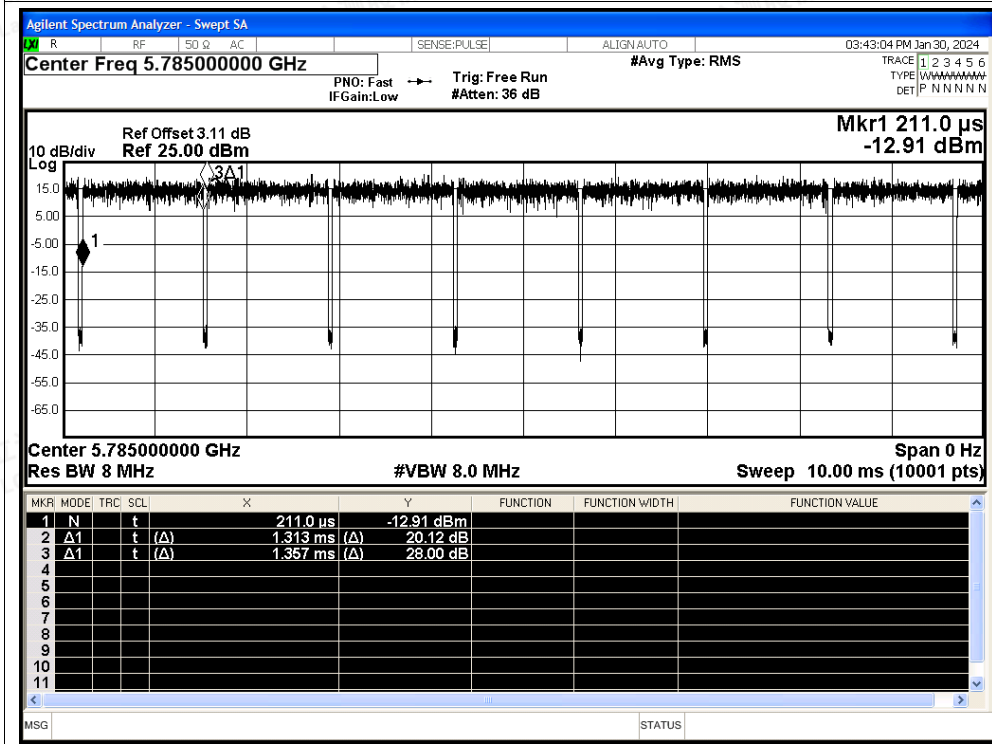 Agilent Spectrum Analyzer - Swept SA
LXI R RF 50 Ω AC SENSE:PULSE ALIGN AUTO 03:43:04 PM Jan 30, 2024
Center Freq 5.785000000 GHz #Avg Type: RMS TRACE 1 2 3 4 5 6
PNO: Fast Trig: Free Run TYPE WWWWWW
IFGain:Low #Atten: 36 dB DET P N N N N N
Mkr1 211.0 µs
Ref Offset 3.11 dB
10 dB/div Ref 25.00 dBm -12.91 dBm
Log
3Δ1
15.0
5.00
-5.00 1
-15.0
-25.0
-35.0
-45.0
-55.0
-65.0
Center 5.785000000 GHz Span 0 Hz
Res BW 8 MHz #VBW 8.0 MHz Sweep 10.00 ms (10001 pts)
MKR MODE TRC SCL X Y FUNCTION FUNCTION WIDTH FUNCTION VALUE
1 N t 211.0 µs -12.91 dBm
2 Δ1 t (Δ) 1.313 ms (Δ) 20.12 dB
3 Δ1 t (Δ) 1.357 ms (Δ) 28.00 dB
4
5
6
7
8
9
10
11
MSG STATUS